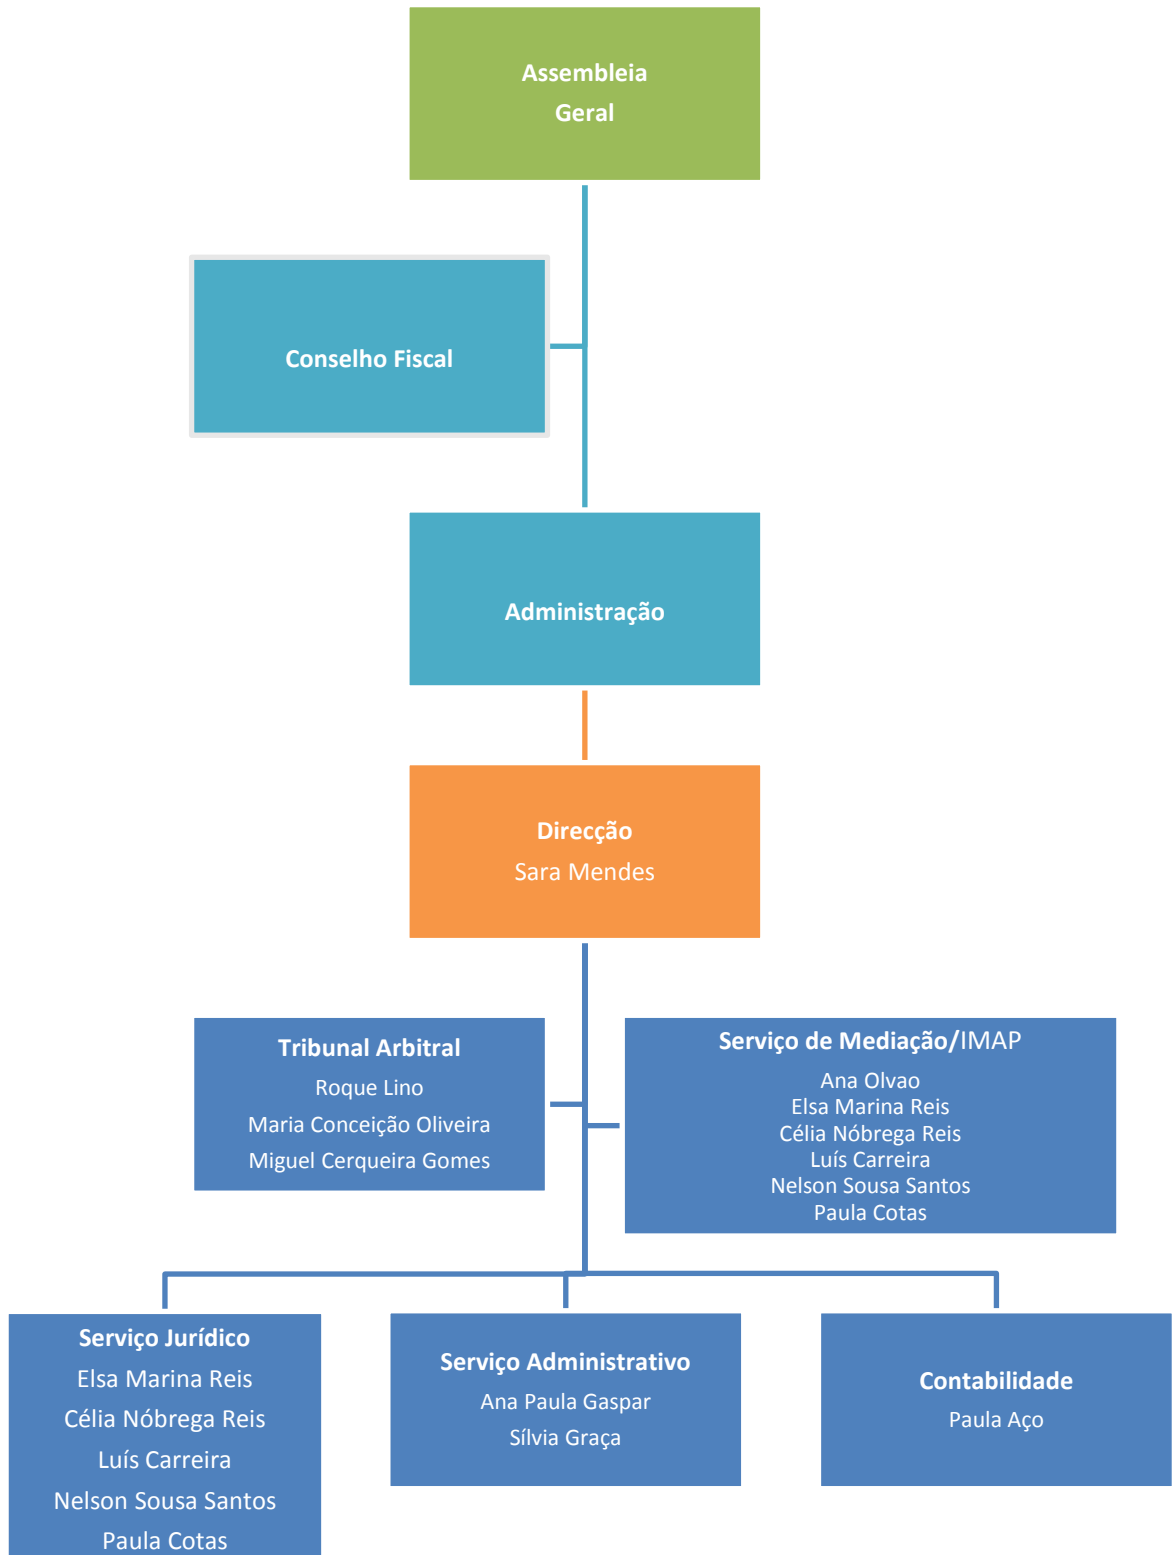 Assembleia
Geral
Conselho Fiscal
Administração
Direcção
Sara Mendes
Tribunal Arbitral
Roque Lino
Maria Conceição Oliveira
Miguel Cerqueira Gomes
Serviço de Mediação/IMAP
Ana Olvao
Elsa Marina Reis
Célia Nóbrega Reis
Luís Carreira
Nelson Sousa Santos
Paula Cotas
Serviço Jurídico
Elsa Marina Reis
Célia Nóbrega Reis
Luís Carreira
Nelson Sousa Santos
Paula Cotas
Serviço Administrativo
Ana Paula Gaspar
Sílvia Graça
Contabilidade
Paula Aço